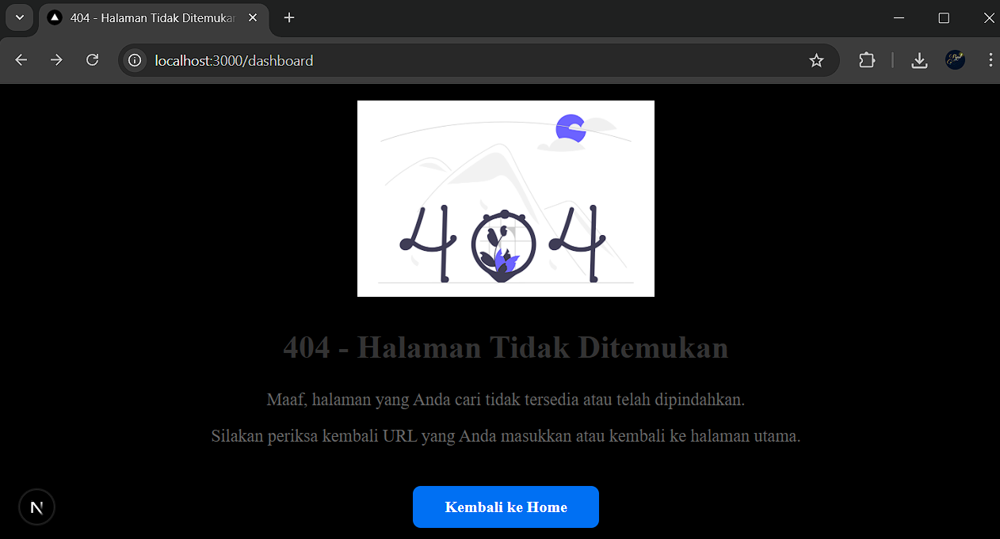 404 - Halaman Tidak Ditemukan
localhost:3000/dashboard
404
404 - Halaman Tidak Ditemukan
Maaf, halaman yang Anda cari tidak tersedia atau telah dipindahkan.
Silakan periksa kembali URL yang Anda masukkan atau kembali ke halaman utama.
Kembali ke Home
N